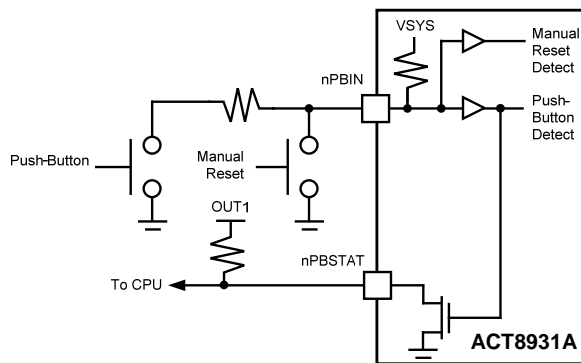 VSYS
Manual
Reset
Detect
nPBIN
Push-
Button
Detect
Push-Button
Manual
Reset
OUT1
nPBSTAT
To CPU
ACT8931A